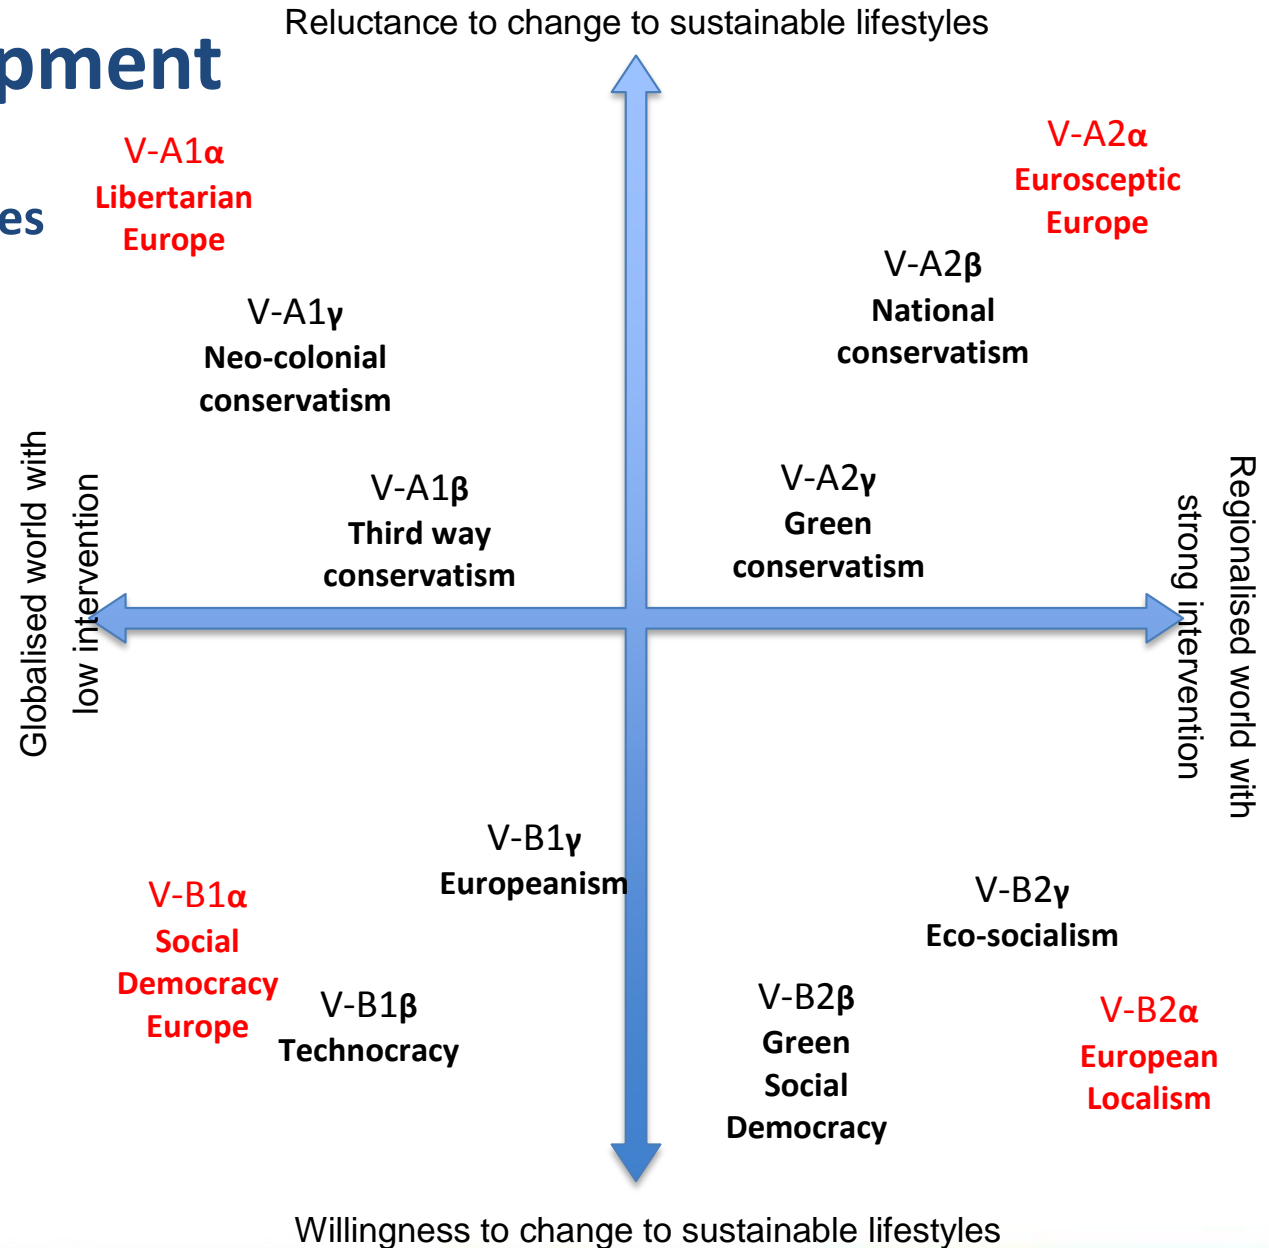 Reluctance to change to sustainable lifestyles
pment
es
V-A1α
Libertarian
Europe
V-A2α
Eurosceptic
Europe
V-A1γ
Neo-colonial
conservatism
V-A2β
National
conservatism
V-A1β
Third way
conservatism
V-A2γ
Green
conservatism
Globalised world with
low intervention
Regionalised world with
strong intervention
V-B1γ
Europeanism
V-B1α
Social
Democracy
Europe
V-B1β
Technocracy
V-B2γ
Eco-socialism
V-B2β
Green
Social
Democracy
V-B2α
European
Localism
Willingness to change to sustainable lifestyles